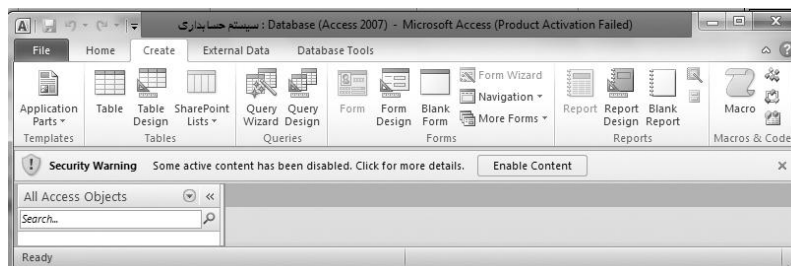 سیستم حسابداری : Database (Access 2007) - Microsoft Access (Product Activation Failed)
File Home Create External Data Database Tools
Application Parts Table Table Design SharePoint Lists Query Wizard Query Design Form Form Design Blank Form Form Wizard Navigation More Forms Report Report Design Blank Report Macro
Templates Tables Queries Forms Reports Macros & Code
Security Warning Some active content has been disabled. Click for more details. Enable Content
All Access Objects
Search...
Ready